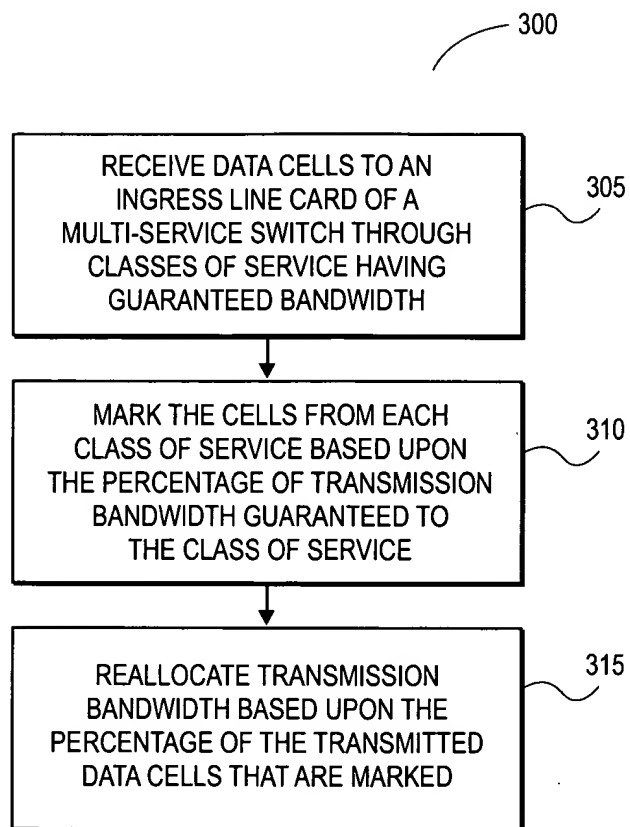 300
RECEIVE DATA CELLS TO AN
INGRESS LINE CARD OF A
MULTI-SERVICE SWITCH THROUGH
CLASSES OF SERVICE HAVING
GUARANTEED BANDWIDTH
305
MARK THE CELLS FROM EACH
CLASS OF SERVICE BASED UPON
THE PERCENTAGE OF TRANSMISSION
BANDWIDTH GUARANTEED TO
THE CLASS OF SERVICE
310
REALLOCATE TRANSMISSION
BANDWIDTH BASED UPON THE
PERCENTAGE OF THE TRANSMITTED
DATA CELLS THAT ARE MARKED
315